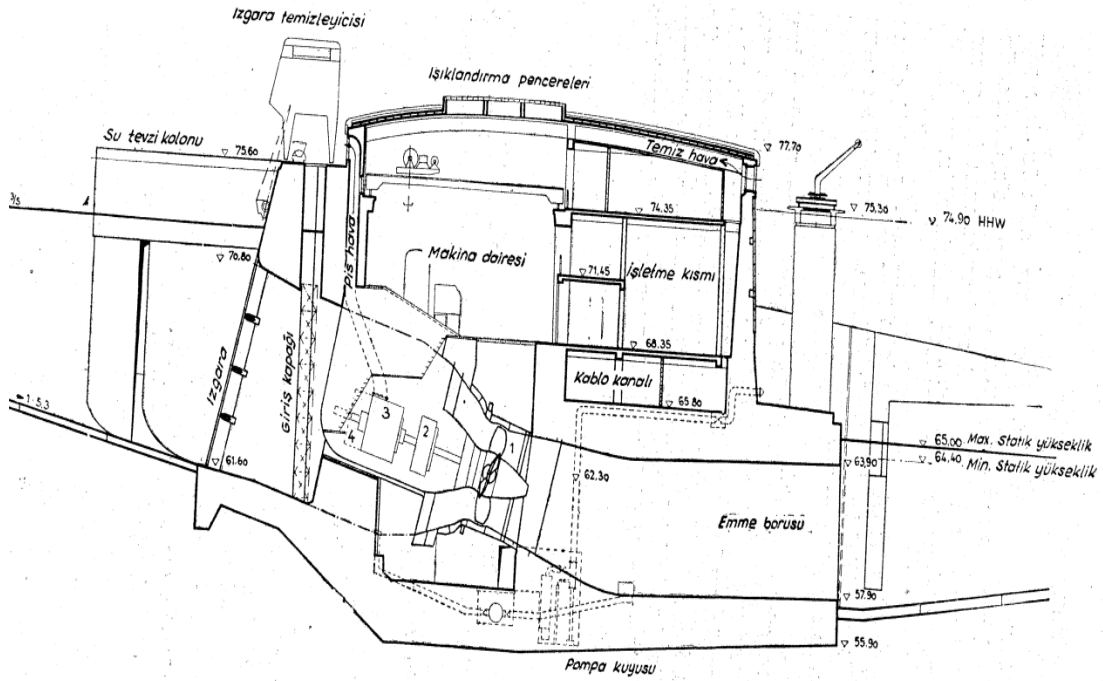 Izgara temizleyicisi
Işıklandırma pencereleri
Su tevzi kolonu
75.60
77.70
Temiz hava
74.35
75,30
74.90 HHW
Pis hava
Makina dairesi
71.45
İşletme kısmı
70.80
68.35
Izgara
Giriş kapağı
Kablo kanalı
65.80
3
2
1
4
1:5,3
65,00 Max. Statik yükseklik
64,40 Min. Statik yükseklik
63,90
61.60
62,30
Emme borusu
57.90
55.90
Pompa kuyusu